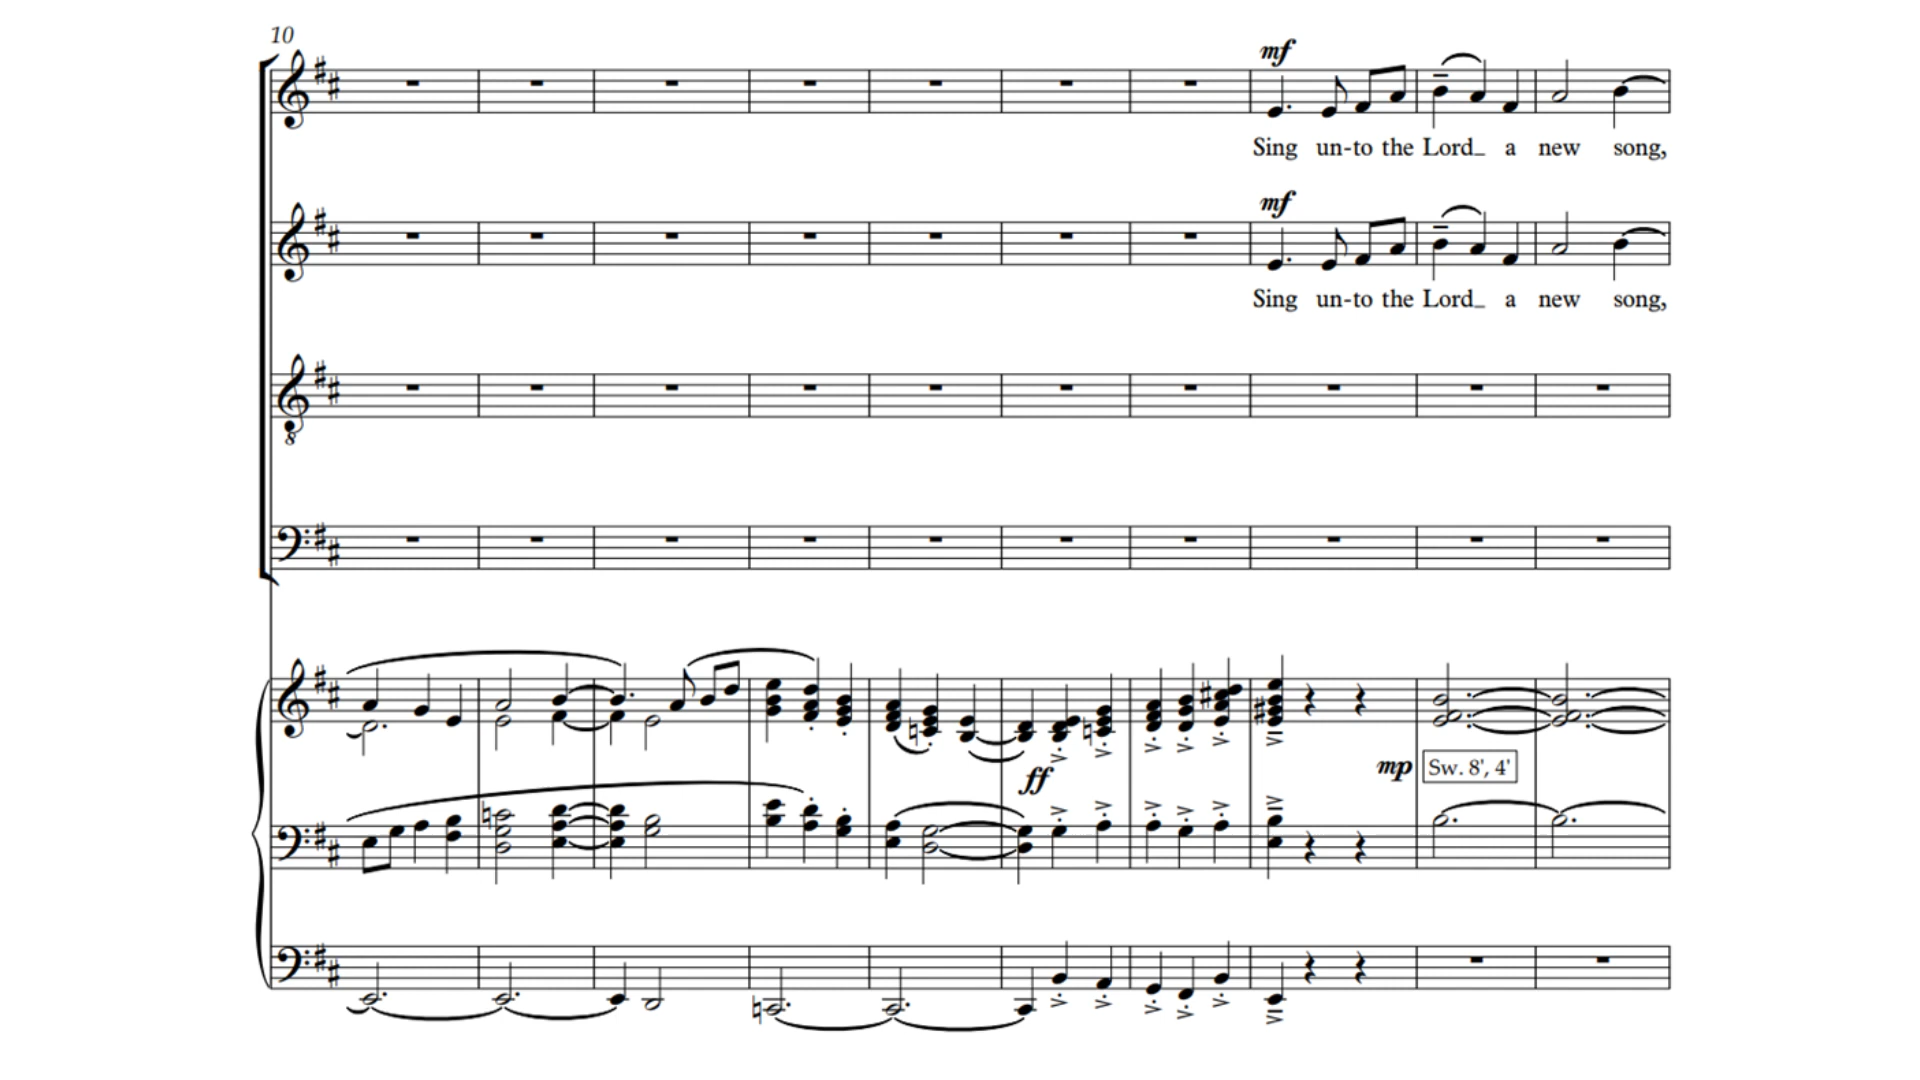 10
mf
Sing un-to the Lord_ a new song,
mf
Sing un-to the Lord_ a new song,
8
ff
mp Sw. 8', 4'